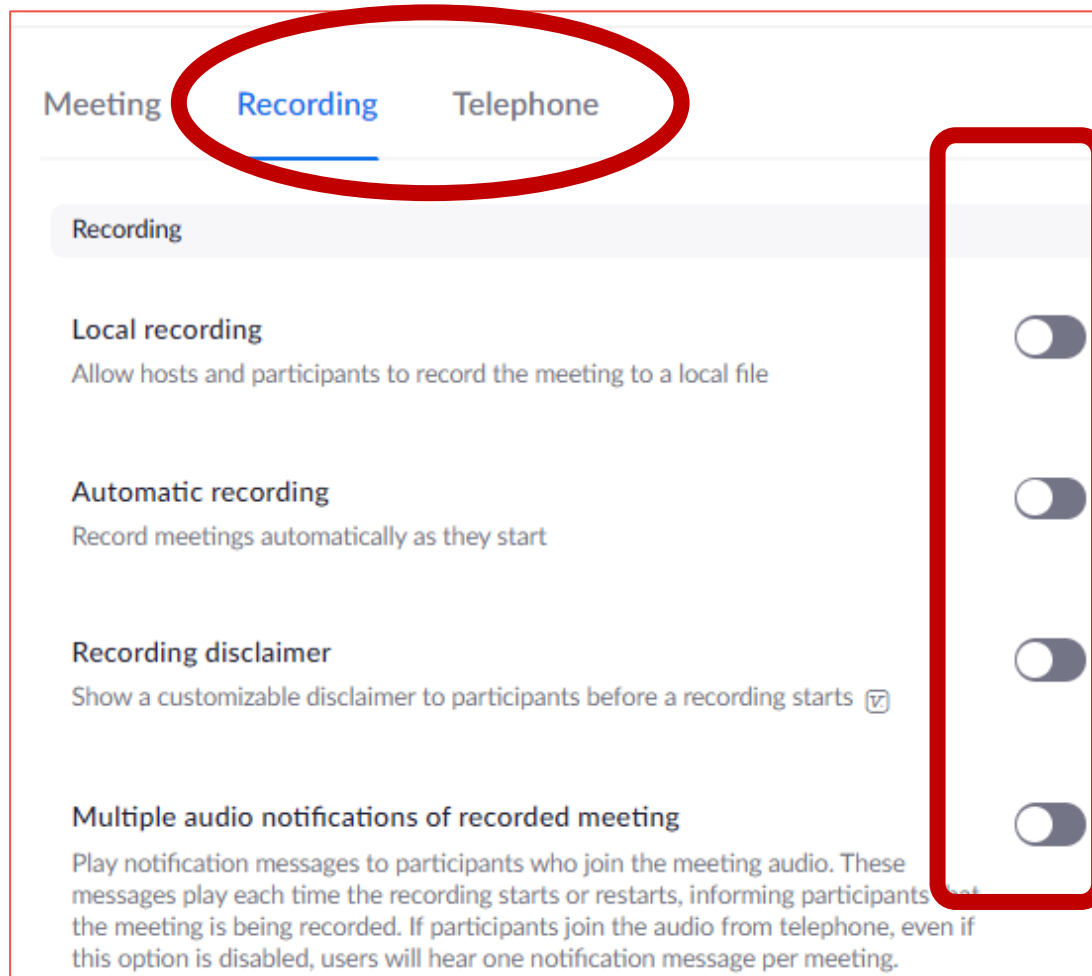 Meeting Recording Telephone
Recording
Local recording
Allow hosts and participants to record the meeting to a local file
Automatic recording
Record meetings automatically as they start
Recording disclaimer
Show a customizable disclaimer to participants before a recording starts
Multiple audio notifications of recorded meeting
Play notification messages to participants who join the meeting audio. These
messages play each time the recording starts or restarts, informing participants
the meeting is being recorded. If participants join the audio from telephone, even if
this option is disabled, users will hear one notification message per meeting.